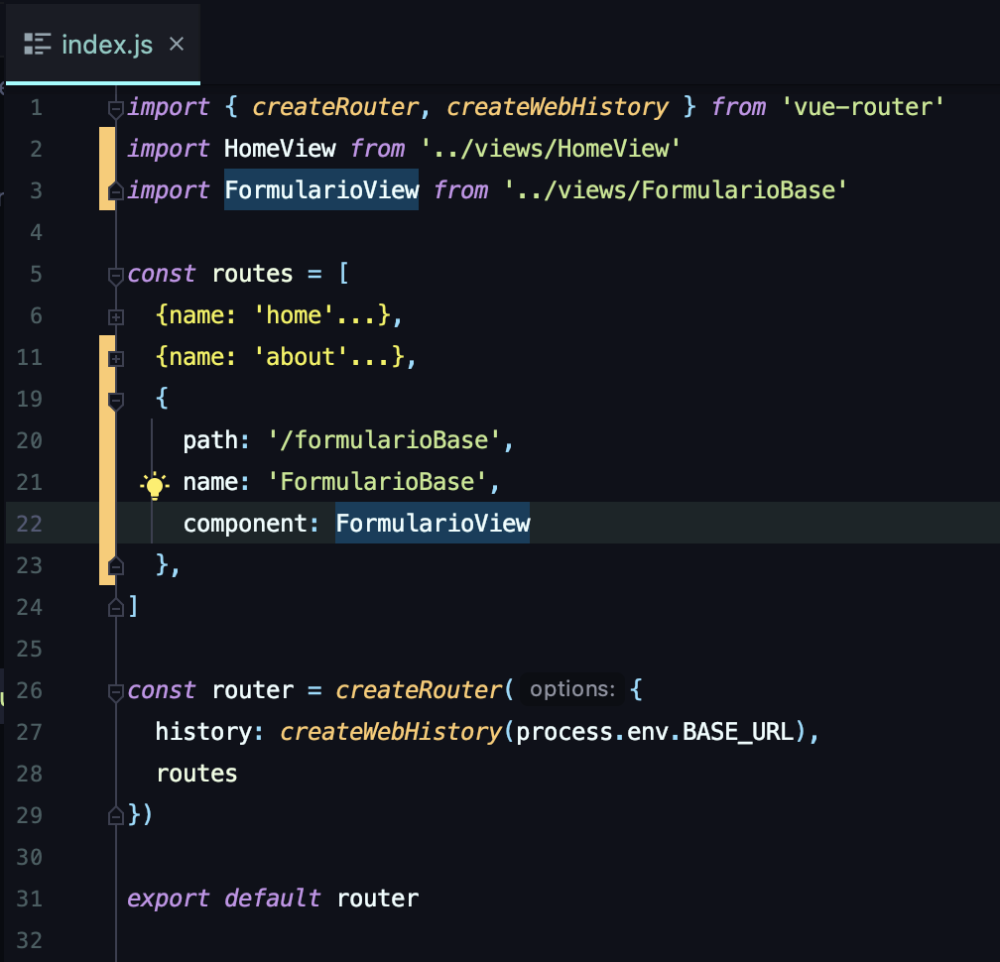 index.js ×
1 import { createRouter, createWebHistory } from 'vue-router'
2 import HomeView from '../views/HomeView'
3 import FormularioView from '../views/FormularioBase'
4
5 const routes = [
6 {name: 'home'...},
11 {name: 'about'...},
19 {
20 path: '/formularioBase',
21 name: 'FormularioBase',
22 component: FormularioView
23 },
24 ]
25
26 const router = createRouter( options: {
27 history: createWebHistory(process.env.BASE_URL),
28 routes
29 })
30
31 export default router
32